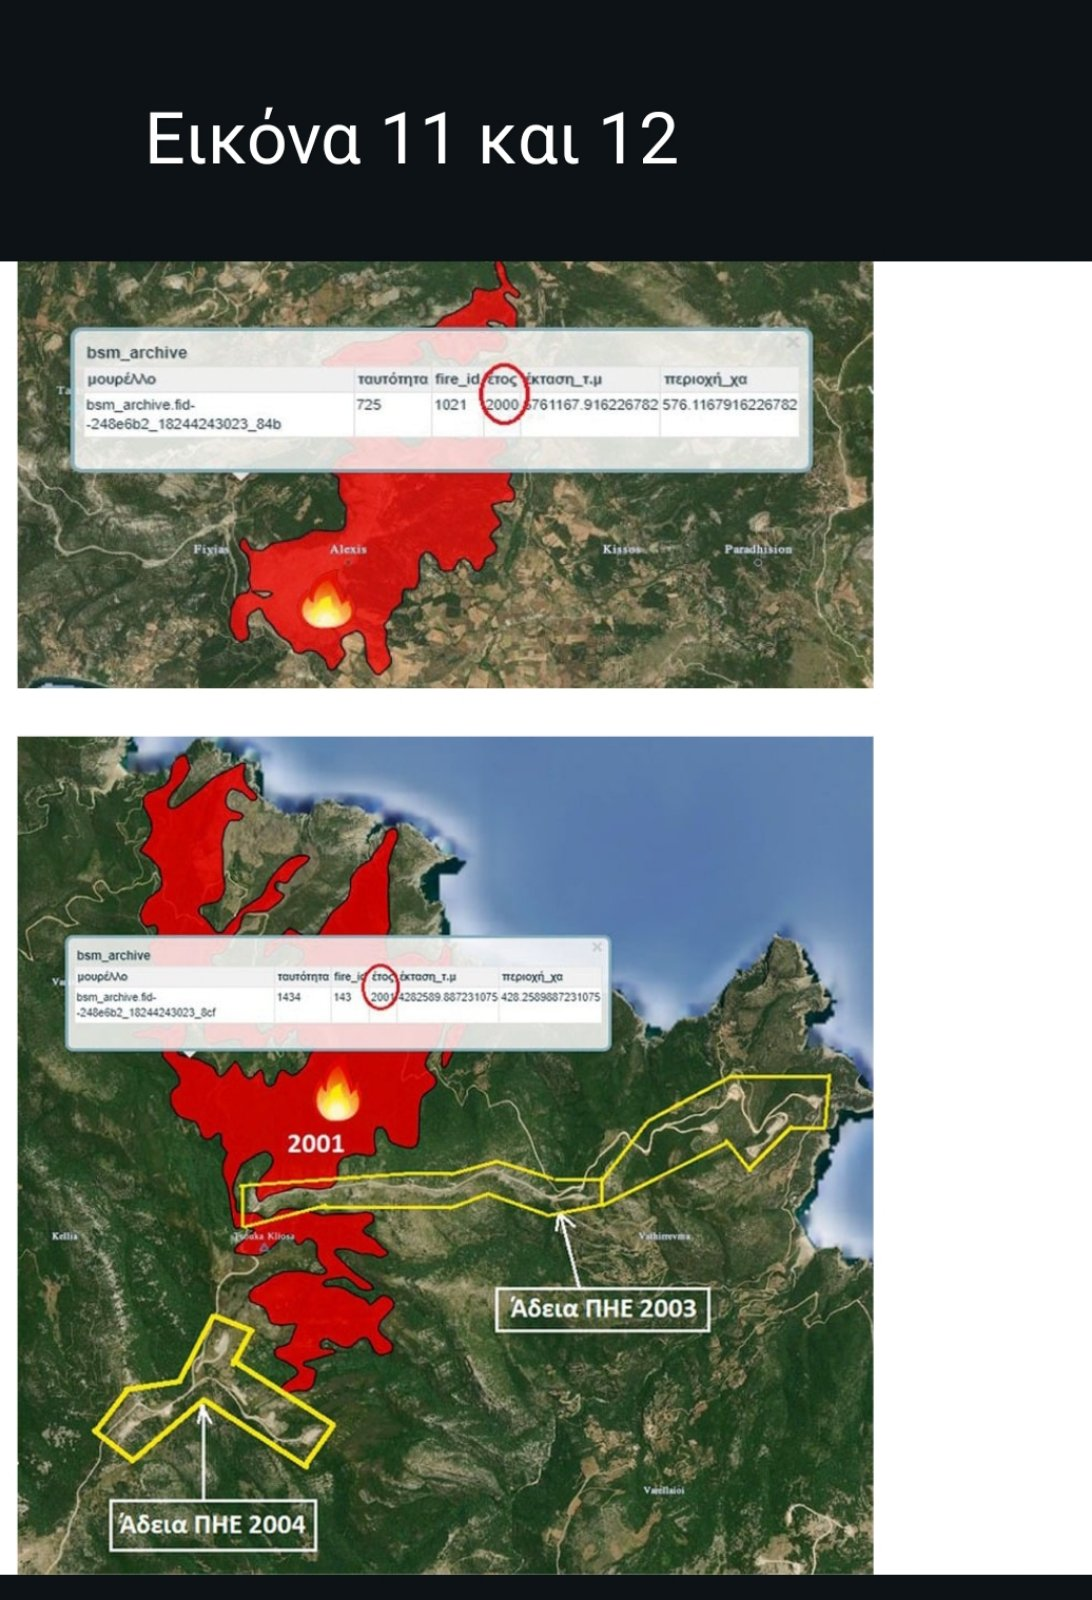 Εικόνα 11 και 12
bsm_archive
μουρέλλο ταυτότητα fire_id έτος έκταση_τ.μ περιοχή_χα
bsm_archive.fid- 725 1021 2000 5761167.916226782 576.1167916226782
-248e6b2_18244243023_84b
Fixias Alexis Kissos Paradhision
bsm_archive
μουρέλλο ταυτότητα fire_id έτος έκταση_τ.μ περιοχή_χα
bsm_archive.fid- 1434 143 2001 4282589.887231075 428.2589887231075
-248e6b2_18244243023_8cf
2001
Kellia Tsouka Kliosa Vathirrevma
Άδεια ΠΗΕ 2003
Varellaioi
Άδεια ΠΗΕ 2004